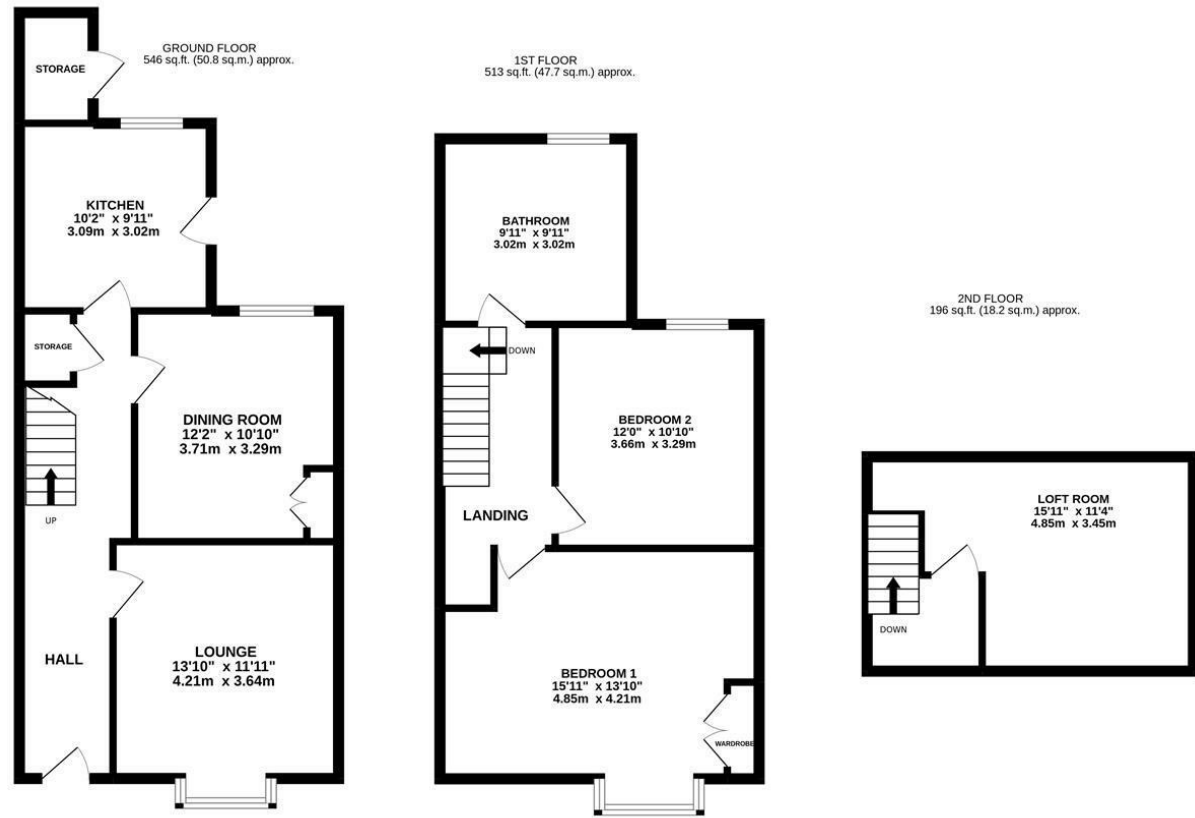 GROUND FLOOR
546 sq.ft. (50.8 sq.m.) approx.
STORAGE
KITCHEN
10'2" x 9'11"
3.09m x 3.02m
STORAGE
DINING ROOM
12'2" x 10'10"
3.71m x 3.29m
UP
HALL
LOUNGE
13'10" x 11'11"
4.21m x 3.64m
1ST FLOOR
513 sq.ft. (47.7 sq.m.) approx.
BATHROOM
9'11" x 9'11"
3.02m x 3.02m
DOWN
BEDROOM 2
12'0" x 10'10"
3.66m x 3.29m
LANDING
BEDROOM 1
15'11" x 13'10"
4.85m x 4.21m
WARDROBE
2ND FLOOR
196 sq.ft. (18.2 sq.m.) approx.
LOFT ROOM
15'11" x 11'4"
4.85m x 3.45m
DOWN